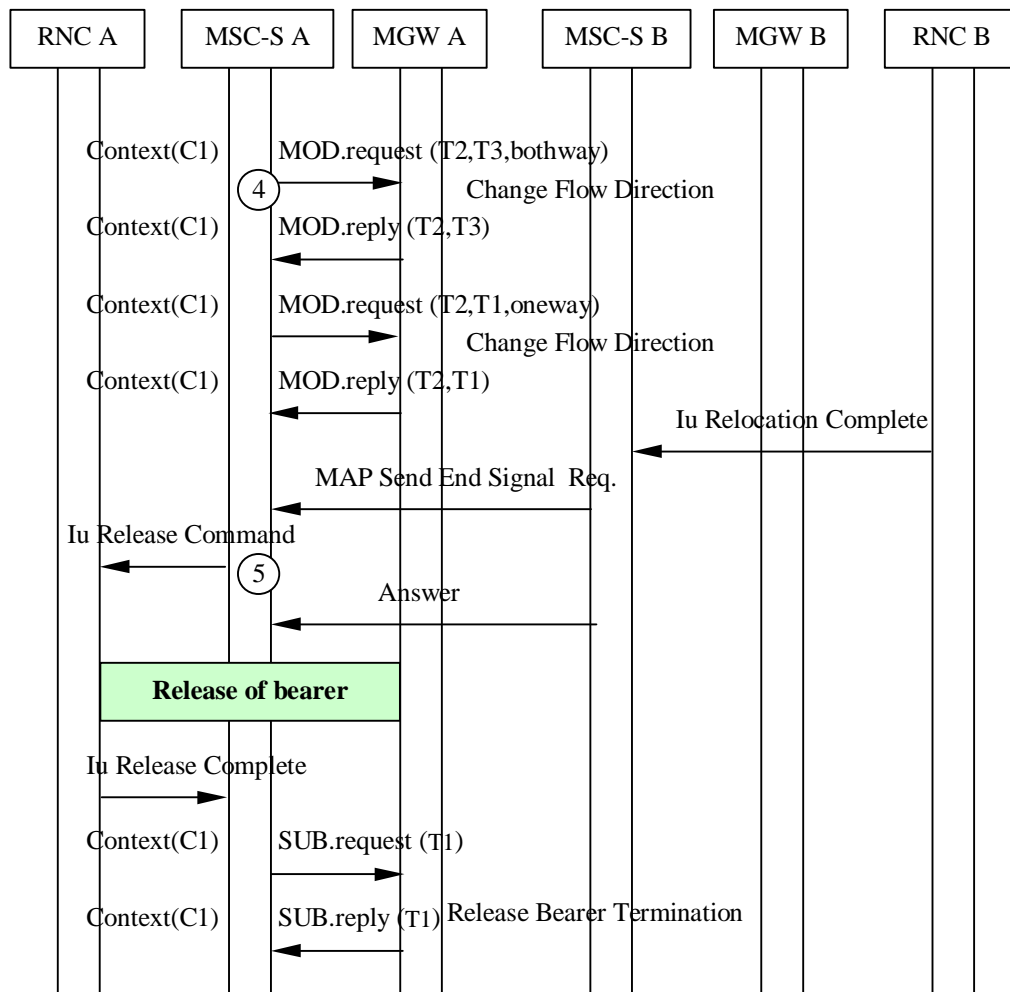 RNC A MSC-S A MGW A MSC-S B MGW B RNC B
Context(C1) MOD.request (T2,T3,bothway)
4 Change Flow Direction
Context(C1) MOD.reply (T2,T3)
Context(C1) MOD.request (T2,T1,oneway)
Change Flow Direction
Context(C1) MOD.reply (T2,T1)
Iu Relocation Complete
MAP Send End Signal Req.
Iu Release Command
5
Answer
Release of bearer
Iu Release Complete
Context(C1) SUB.request (T1)
Context(C1) SUB.reply (T1) Release Bearer Termination